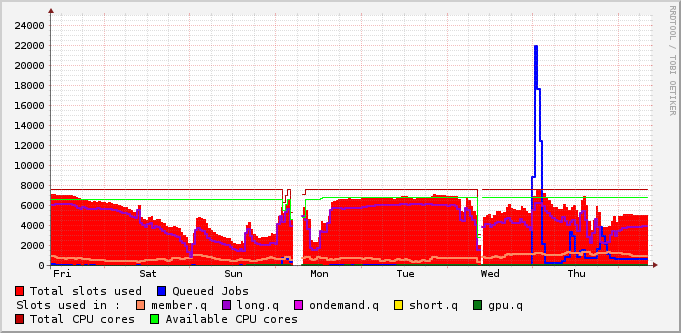 RRDTOOL / TOBI OETIKER
24000
22000
20000
18000
16000
14000
12000
10000
8000
6000
4000
2000
0
Fri Sat Sun Mon Tue Wed Thu
Total slots used Queued Jobs
Slots used in : member.q long.q ondemand.q short.q gpu.q
Total CPU cores Available CPU cores